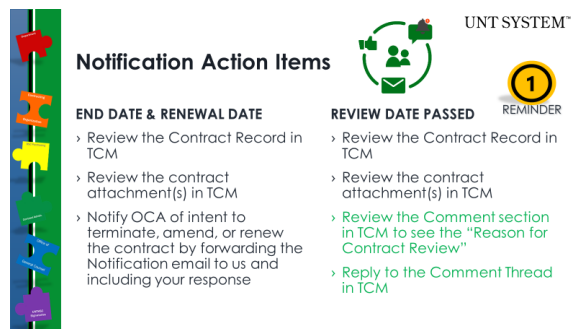 UNT SYSTEM™
Notification Action Items
1
REMINDER
END DATE & RENEWAL DATE
› Review the Contract Record in
TCM
› Review the contract
attachment(s) in TCM
› Notify OCA of intent to
terminate, amend, or renew
the contract by forwarding the
Notification email to us and
including your response
REVIEW DATE PASSED
› Review the Contract Record in
TCM
› Review the contract
attachment(s) in TCM
› Review the Comment section
in TCM to see the “Reason for
Contract Review”
› Reply to the Comment Thread
in TCM